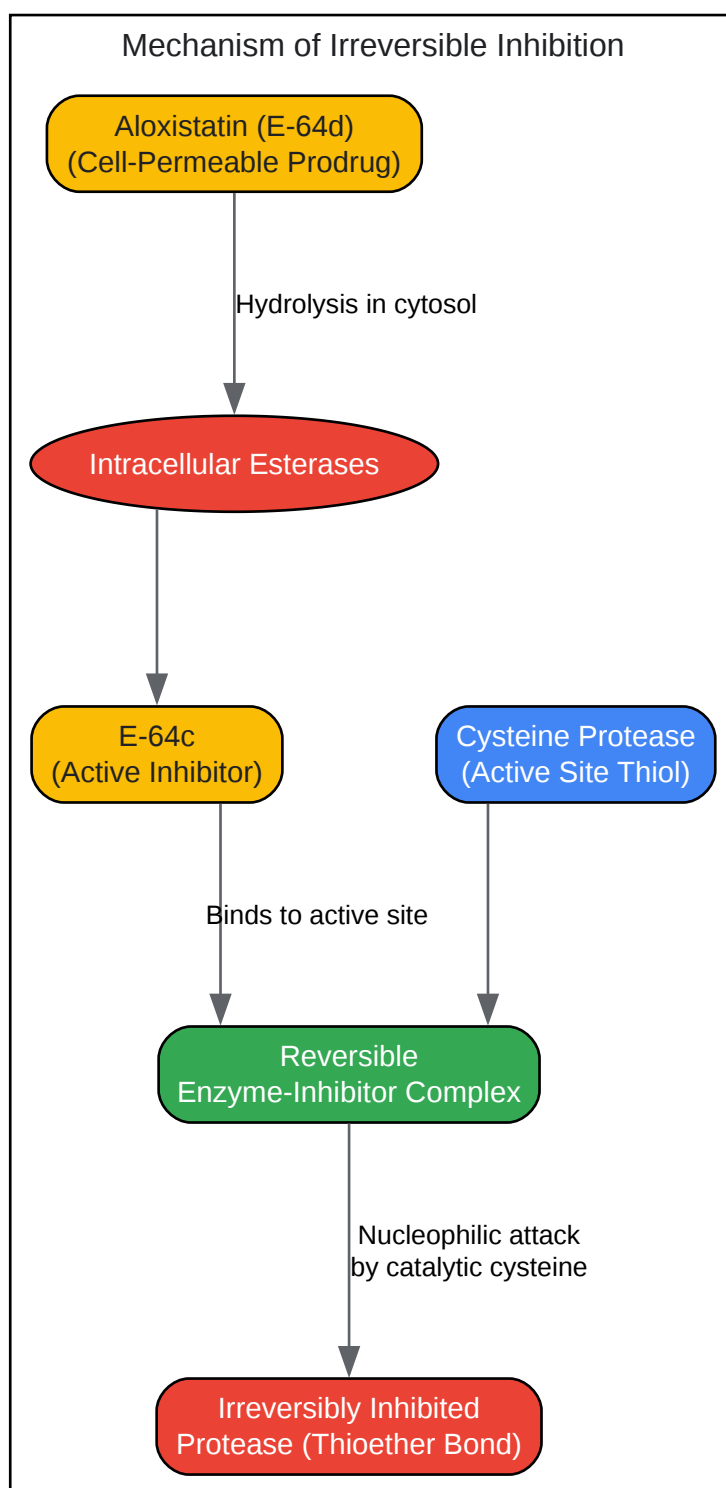 Mechanism of Irreversible Inhibition
Aloxistatin (E-64d)
(Cell-Permeable Prodrug)
Hydrolysis in cytosol
Intracellular Esterases
E-64c
(Active Inhibitor)
Cysteine Protease
(Active Site Thiol)
Binds to active site
Reversible
Enzyme-Inhibitor Complex
Nucleophilic attack
by catalytic cysteine
Irreversibly Inhibited
Protease (Thioether Bond)